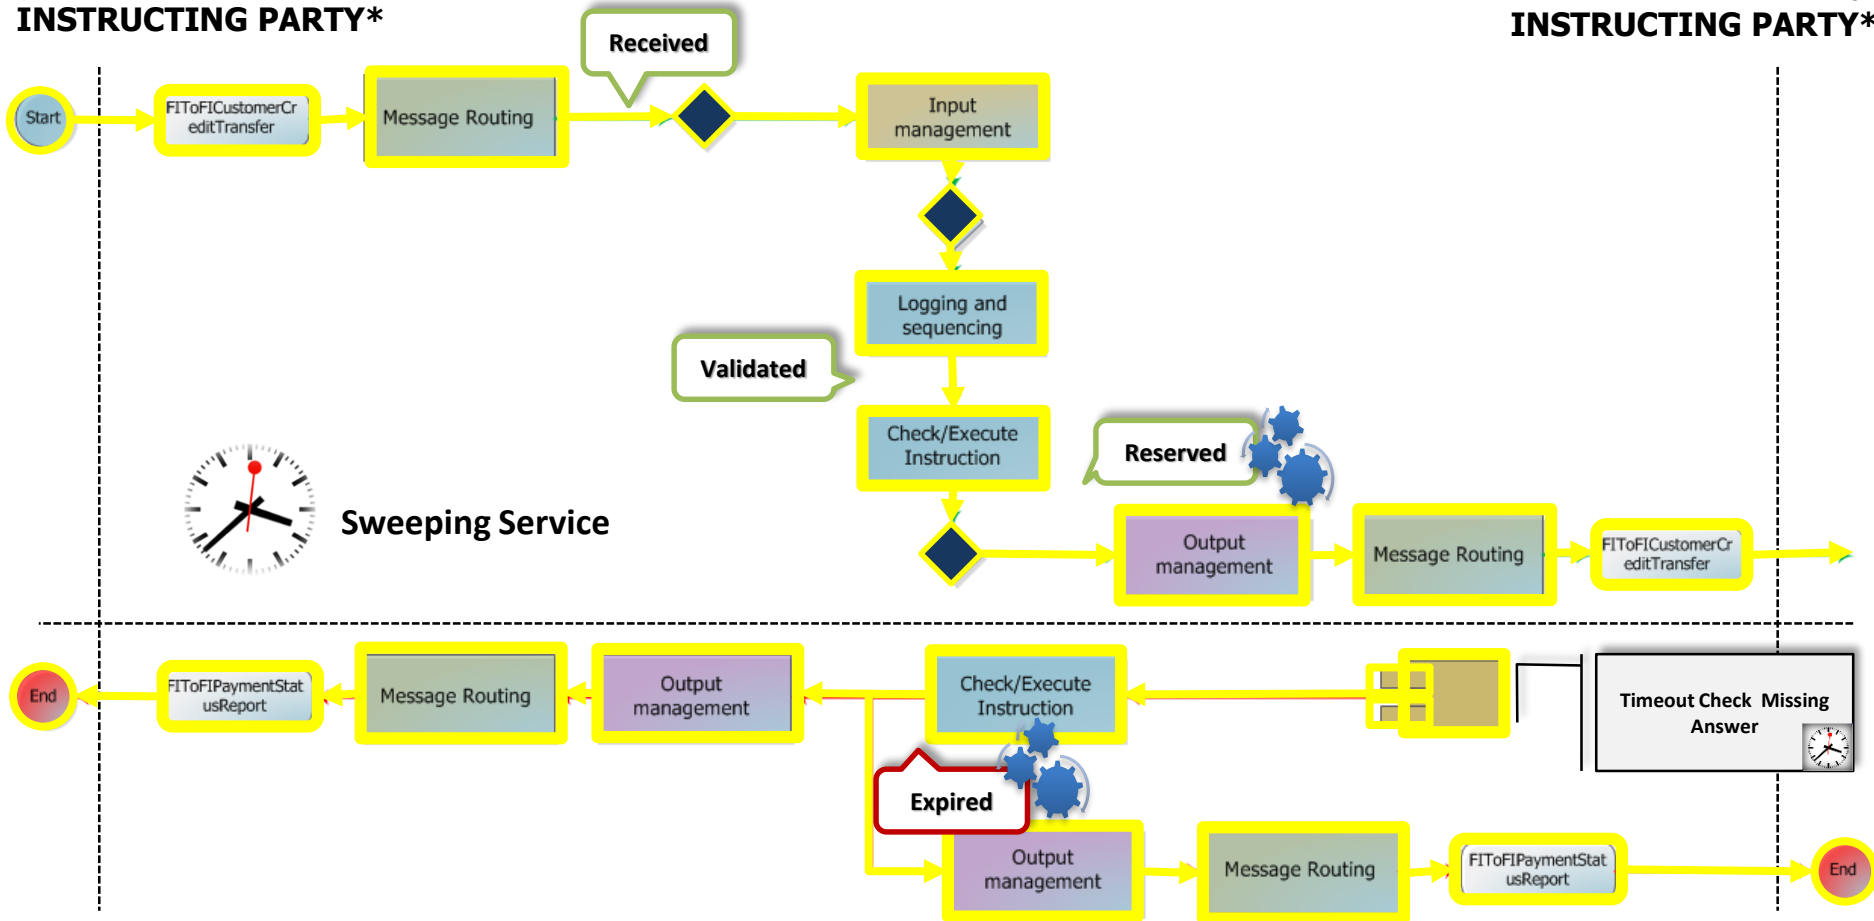 INSTRUCTING PARTY*
INSTRUCTING PARTY*
Received
Start
FIToFICustomerCr
editTransfer
Message Routing
Input
management
Logging and
sequencing
Validated
Check/Execute
Instruction
Reserved
Sweeping Service
Output
management
Message Routing
FIToFICustomerCr
editTransfer
End
FIToFIPaymentStat
usReport
Message Routing
Output
management
Check/Execute
Instruction
Timeout Check Missing
Answer
Expired
Output
management
Message Routing
FIToFIPaymentStat
usReport
End